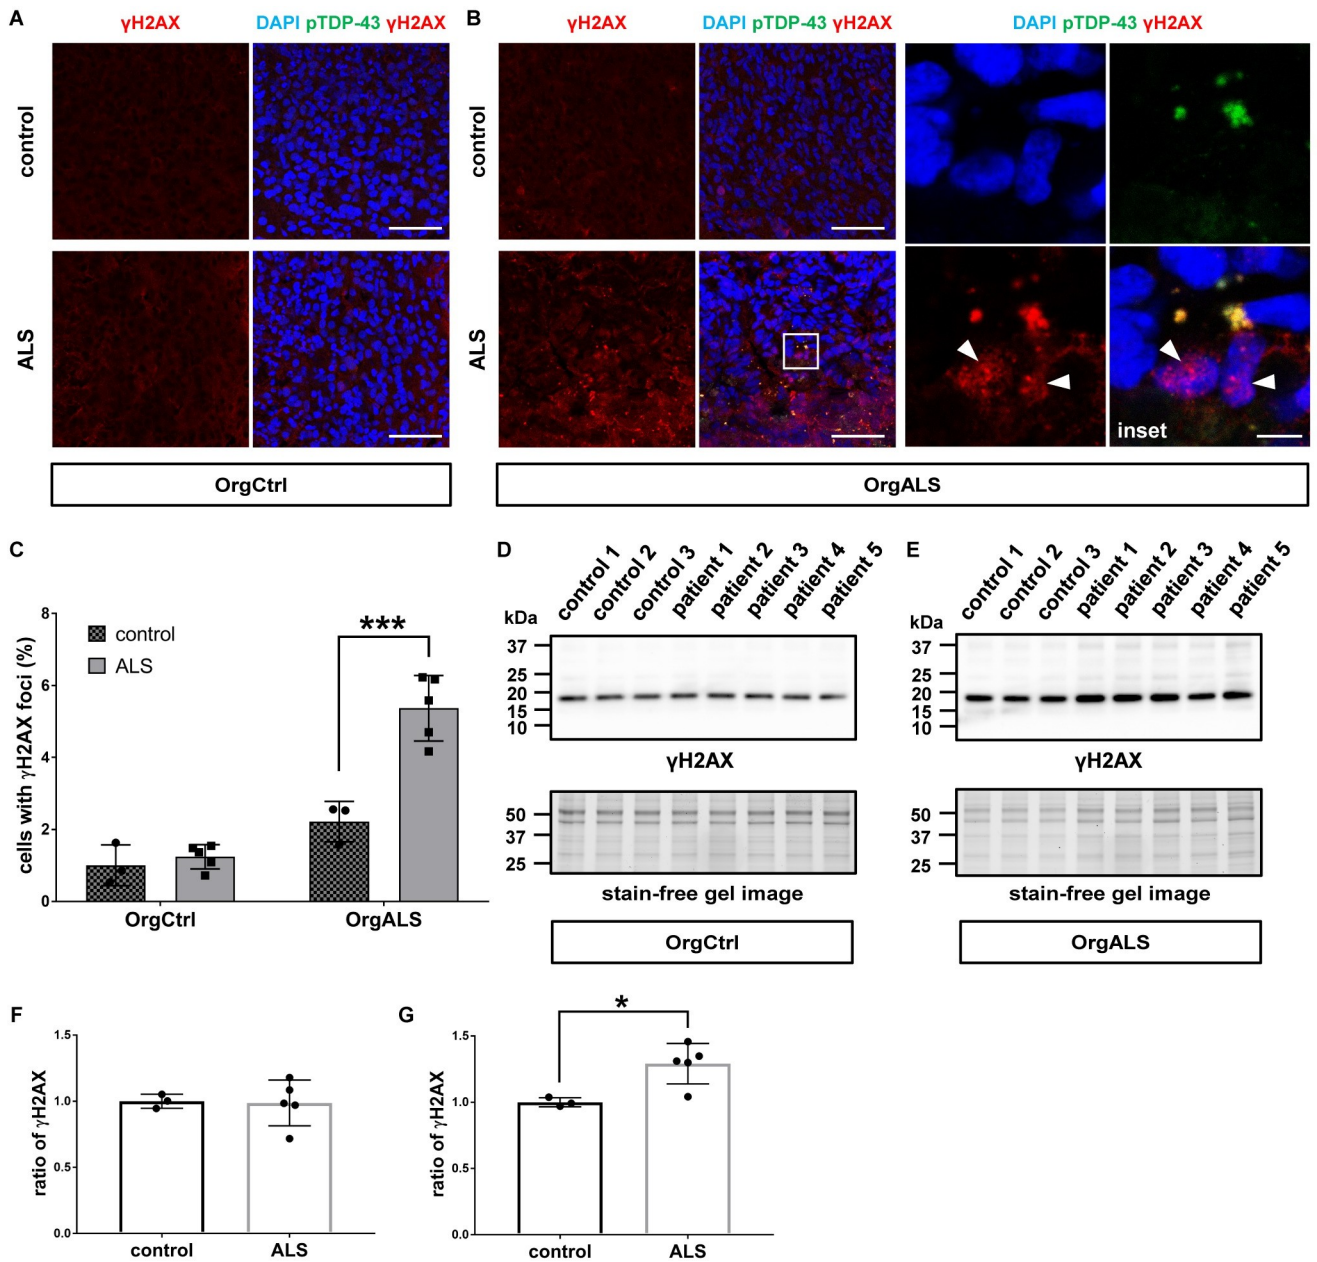 A
γH2AX
DAPI pTDP-43 γH2AX
B
γH2AX
DAPI pTDP-43 γH2AX
DAPI pTDP-43 γH2AX
control
control
ALS
ALS
inset
OrgCtrl
OrgALS
C
cells with γH2AX foci (%)
8
6
4
2
0
control
ALS
***
OrgCtrl
OrgALS
D
control 1
control 2
control 3
patient 1
patient 2
patient 3
patient 4
patient 5
kDa
37
25
20
15
10
γH2AX
50
37
25
stain-free gel image
OrgCtrl
E
control 1
control 2
control 3
patient 1
patient 2
patient 3
patient 4
patient 5
kDa
37
25
20
15
10
γH2AX
50
37
25
stain-free gel image
OrgALS
F
ratio of γH2AX
1.5
1.0
0.5
0.0
control
ALS
G
ratio of γH2AX
1.5
1.0
0.5
0.0
*
control
ALS